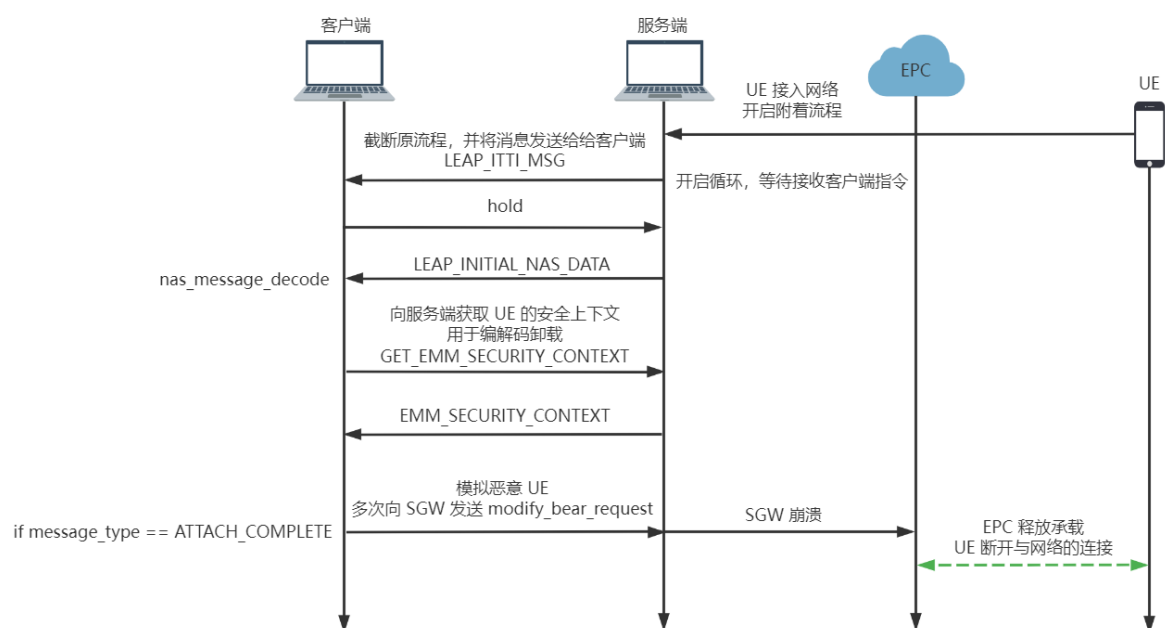 客户端
服务端
EPC
UE
UE 接入网络
开启附着流程
截断原流程，并将消息发送给给客户端
LEAP_ITTI_MSG
开启循环，等待接收客户端指令
hold
LEAP_INITIAL_NAS_DATA
nas_message_decode
向服务端获取 UE 的安全上下文
用于编解码卸载
GET_EMM_SECURITY_CONTEXT
EMM_SECURITY_CONTEXT
模拟恶意 UE
多次向 SGW 发送 modify_bear_request
if message_type == ATTACH_COMPLETE
SGW 崩溃
EPC 释放承载
UE 断开与网络的连接